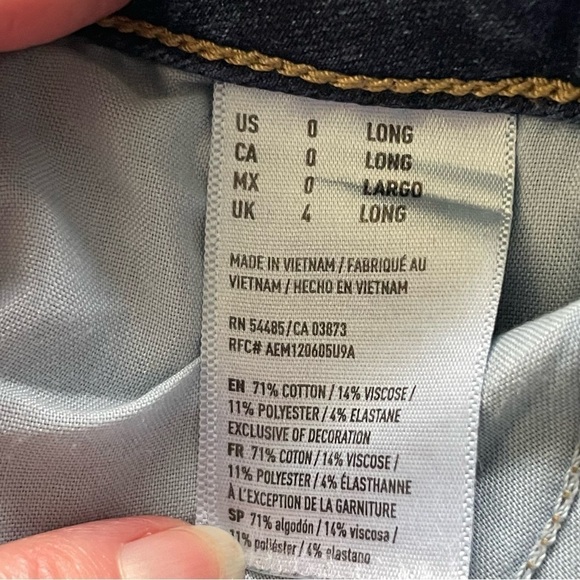 US 0 LONG
CA 0 LONG
MX 0 LARGO
UK 4 LONG
MADE IN VIETNAM / FABRIQUÉ AU
VIETNAM / HECHO EN VIETNAM
RN 54485/CA 03873
RFC# AEM120605U9A
EN 71% COTTON / 14% VISCOSE /
11% POLYESTER / 4% ELASTANE
EXCLUSIVE OF DECORATION
FR 71% COTON / 14% VISCOSE /
11% POLYESTER / 4% ÉLASTHANNE
À L'EXCEPTION DE LA GARNITURE
SP 71% algodón / 14% viscosa /
11% poliéster / 4% elastano